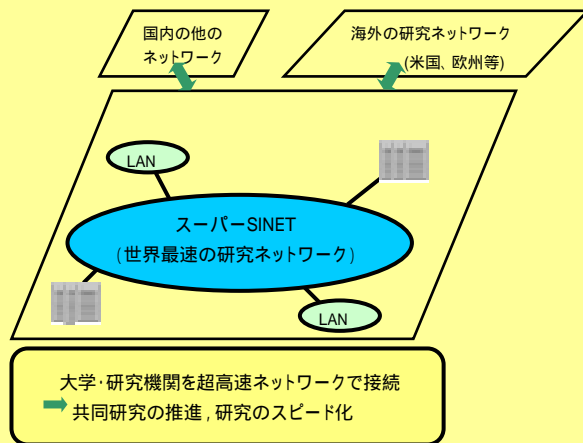 国内の他の
ネットワーク
海外の研究ネットワーク
(米国、欧州等)
LAN
スーパーSINET
(世界最速の研究ネットワーク)
LAN
大学・研究機関を超高速ネットワークで接続
共同研究の推進,研究のスピード化